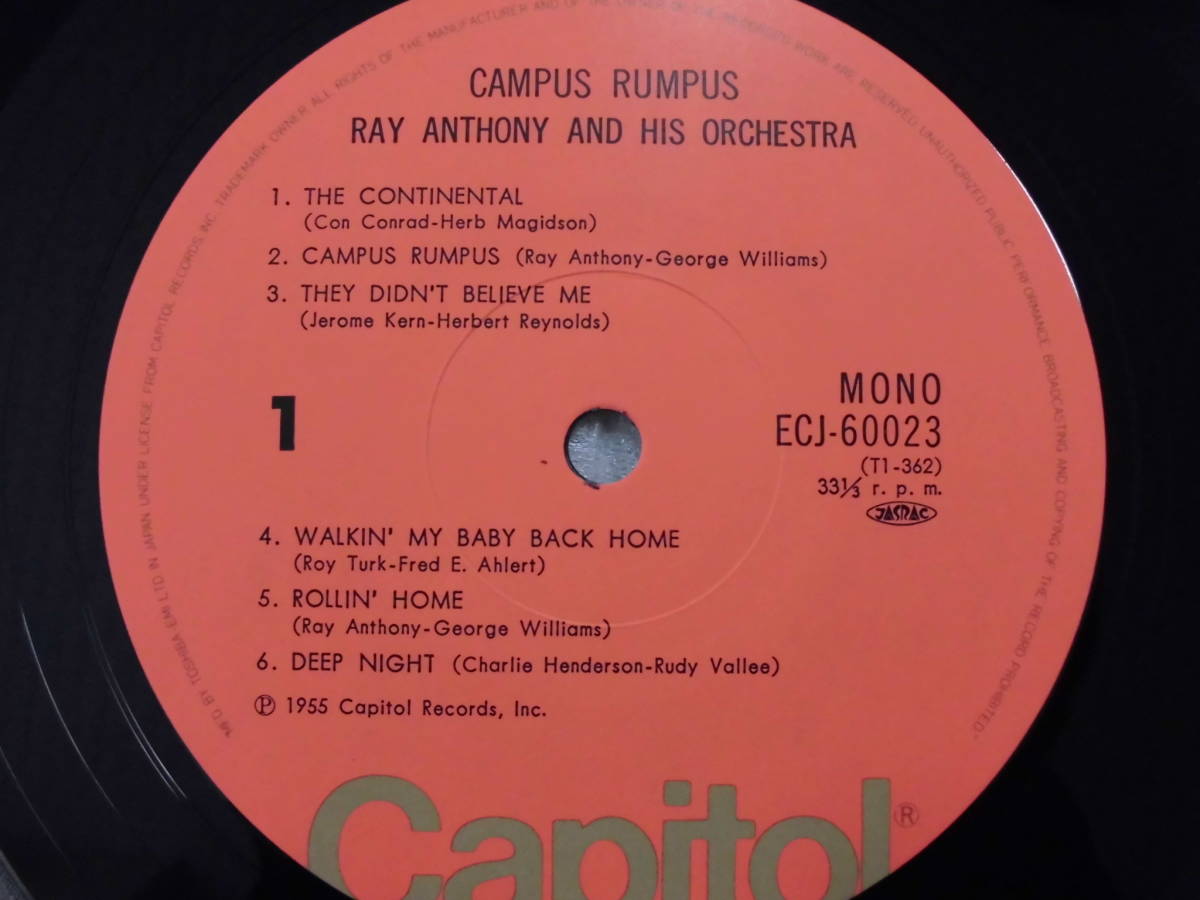 CAMPUS RUMPUS
RAY ANTHONY AND HIS ORCHESTRA
1. THE CONTINENTAL
(Con Conrad-Herb Magidson)
2. CAMPUS RUMPUS (Ray Anthony-George Williams)
3. THEY DIDN'T BELIEVE ME
(Jerome Kern-Herbert Reynolds)
1
MONO
ECJ-60023
(T1-362)
33⅓ r. p. m.
JASRAC
4. WALKIN' MY BABY BACK HOME
(Roy Turk-Fred E. Ahlert)
5. ROLLIN' HOME
(Ray Anthony-George Williams)
6. DEEP NIGHT (Charlie Henderson-Rudy Vallee)
Ⓟ 1955 Capitol Records, Inc.
Capitol ®
MF'D. BY TOSHIBA EMI LTD IN JAPAN UNDER LICENSE FROM CAPITOL RECORDS INC. TRADEMARK OWNER ALL RIGHTS OF THE MANUFACTURER AND OF THE OWNER OF THE RECORDED WORK ARE RESERVED UNAUTHORIZED PUBLIC PERFORMANCE BROADCASTING AND COPYING OF THE RECORD PROHIBITED